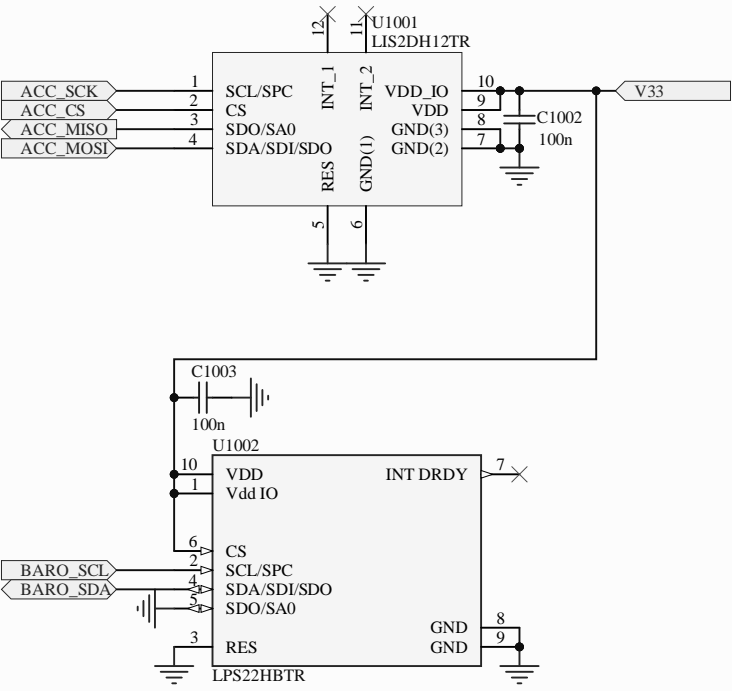 12
11
U1001
LIS2DH12TR
ACC_SCK 1 SCL/SPC INT_1 INT_2 VDD_IO 10 V33
ACC_CS 2 CS VDD 9 C1002
ACC_MISO 3 SDO/SA0 GND(3) 8 100n
ACC_MOSI 4 SDA/SDI/SDO RES GND(1) GND(2) 7
5 6
C1003
100n
U1002
10 VDD INT DRDY 7
1 Vdd IO
6 CS
BARO_SCL 2 SCL/SPC
BARO_SDA 4 SDA/SDI/SDO
5 SDO/SA0
GND 8
3 RES GND 9
LPS22HBTR